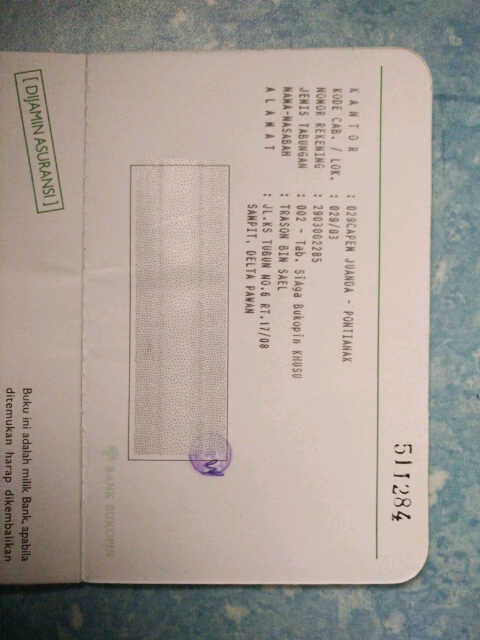 511284
K A N T O R : 029CAPEM JUANDA - PONTIANAK
KODE CAB. / LOK. : 029/03
NOMOR REKENING : 2903002285
JENIS TABUNGAN : 002 - Tab. SiAga Bukopin KHUSU
NAMA-NASABAH : TRASON BIN SAEL
A L A M A T : JL.KS TUBUN NO.6 RT.17/08
SAMPIT, DELTA PAWAN
BANK BUKOPIN
[ DIJAMIN ASURANSI ]
Buku ini adalah milik Bank, apabila
ditemukan harap dikembalikan